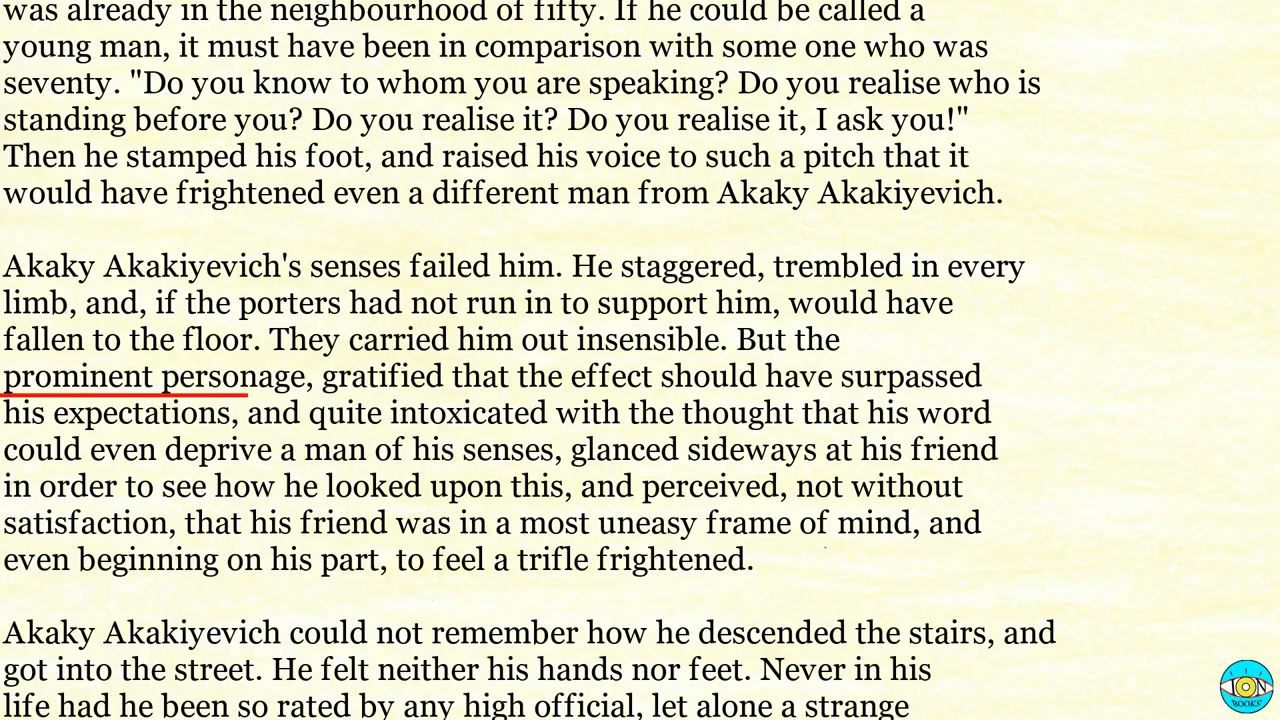 was already in the neighbourhood of fifty. If he could be called a
young man, it must have been in comparison with some one who was
seventy. "Do you know to whom you are speaking? Do you realise who is
standing before you? Do you realise it? Do you realise it, I ask you!"
Then he stamped his foot, and raised his voice to such a pitch that it
would have frightened even a different man from Akaky Akakiyevich.
Akaky Akakiyevich's senses failed him. He staggered, trembled in every
limb, and, if the porters had not run in to support him, would have
fallen to the floor. They carried him out insensible. But the
prominent personage, gratified that the effect should have surpassed
his expectations, and quite intoxicated with the thought that his word
could even deprive a man of his senses, glanced sideways at his friend
in order to see how he looked upon this, and perceived, not without
satisfaction, that his friend was in a most uneasy frame of mind, and
even beginning on his part, to feel a trifle frightened.
Akaky Akakiyevich could not remember how he descended the stairs, and
got into the street. He felt neither his hands nor feet. Never in his
life had he been so rated by any high official, let alone a strange
ION
BOOKS